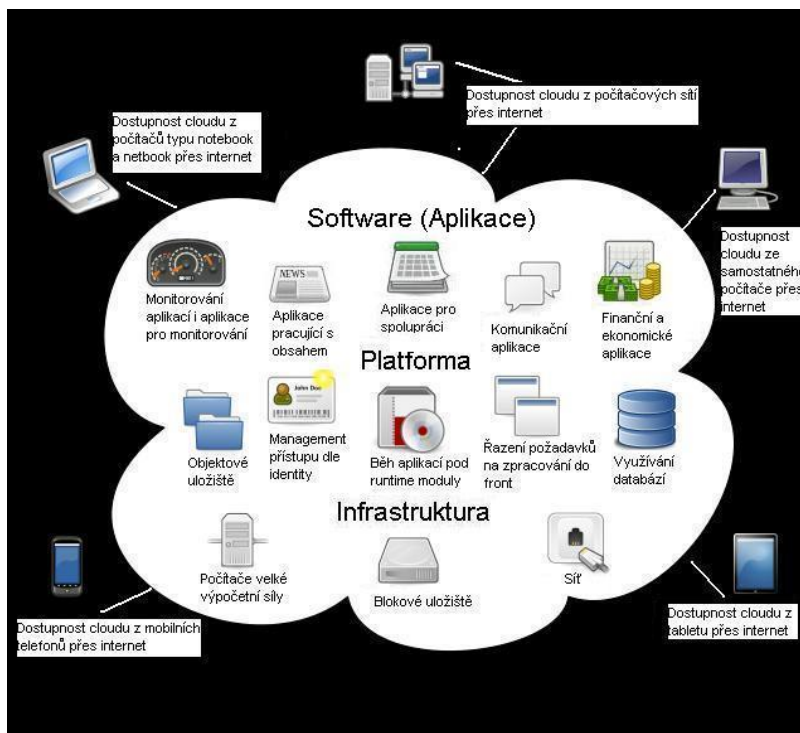 Dostupnost cloudu z počítačových sítí
přes internet
Dostupnost cloudu z
počítačů typu notebook
a netbook přes internet
Dostupnost
cloudu ze
samostatného
počítače přes
internet
Software (Aplikace)
Monitorování
aplikací i aplikace
pro monitorování
NEWS
Aplikace
pracující s
obsahem
Aplikace pro
spolupráci
Komunikační
aplikace
Finanční a
ekonomické
aplikace
Platforma
Objektové
uložiště
John Doe
Management
přístupu dle
identity
Běh aplikací pod
runtime moduly
Řazení požadavků
na zpracování do
front
Využívání
databází
Infrastruktura
Počítače velké
výpočetní síly
Blokové uložiště
Síť
Dostupnost cloudu z mobilních
telefonů přes internet
Dostupnost cloudu z
tabletu přes internet